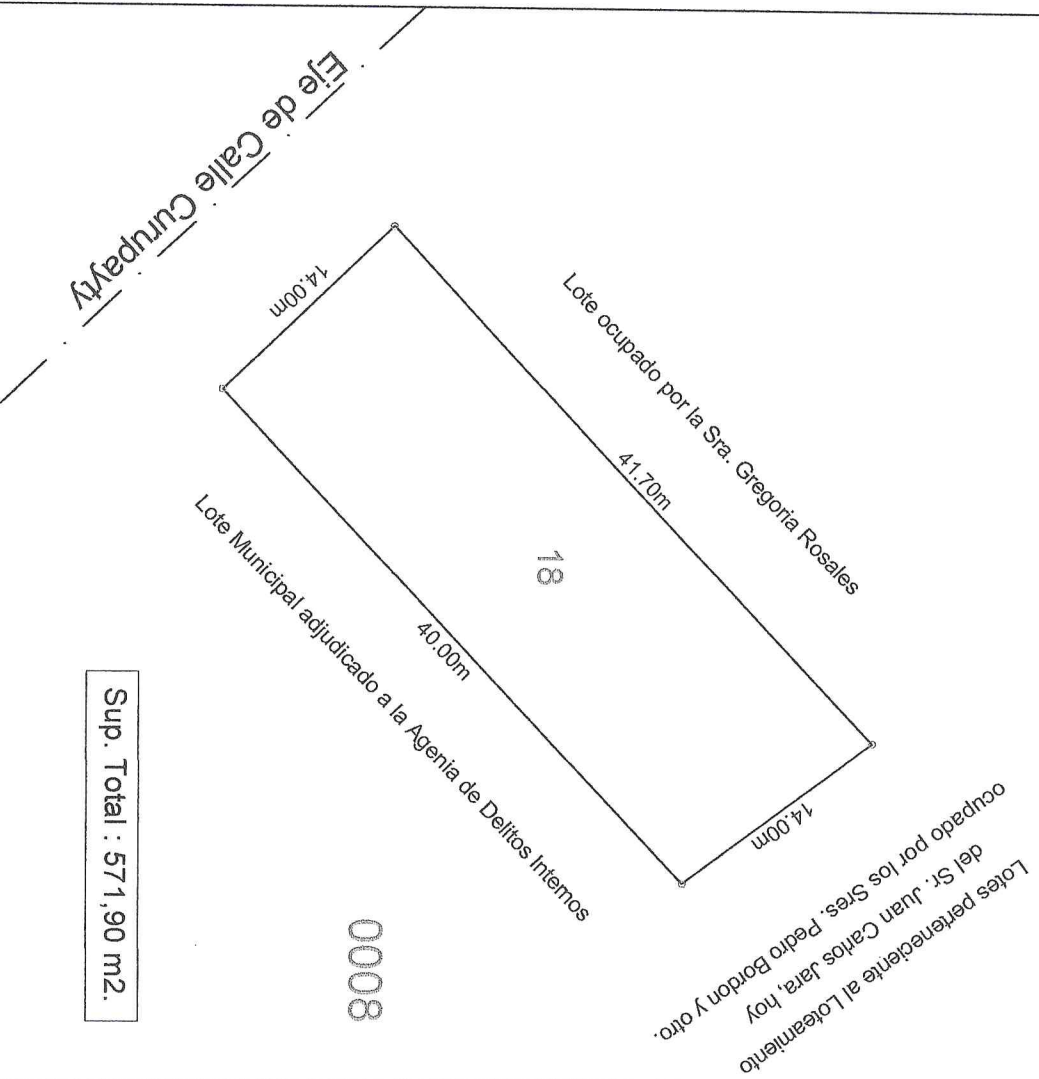 Eje de Calle Curupayty
14.00m
Lote ocupado por la Sra. Gregoria Rosales
41.70m
18
40.00m
Lote Municipal adjudicado a la Agenia de Delitos Internos
14.00m
Lotes perteneciente al Loteamiento
del Sr. Juan Carlos Jara, hoy
ocupado por los Sres. Pedro Bordon y otro.
0008
Sup. Total : 571,90 m2.